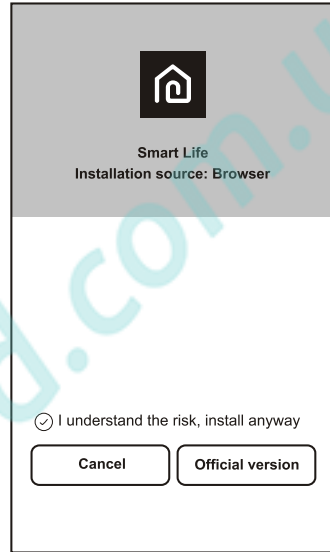 Smart Life
Installation source: Browser
I understand the risk, install anyway
Cancel
Official version